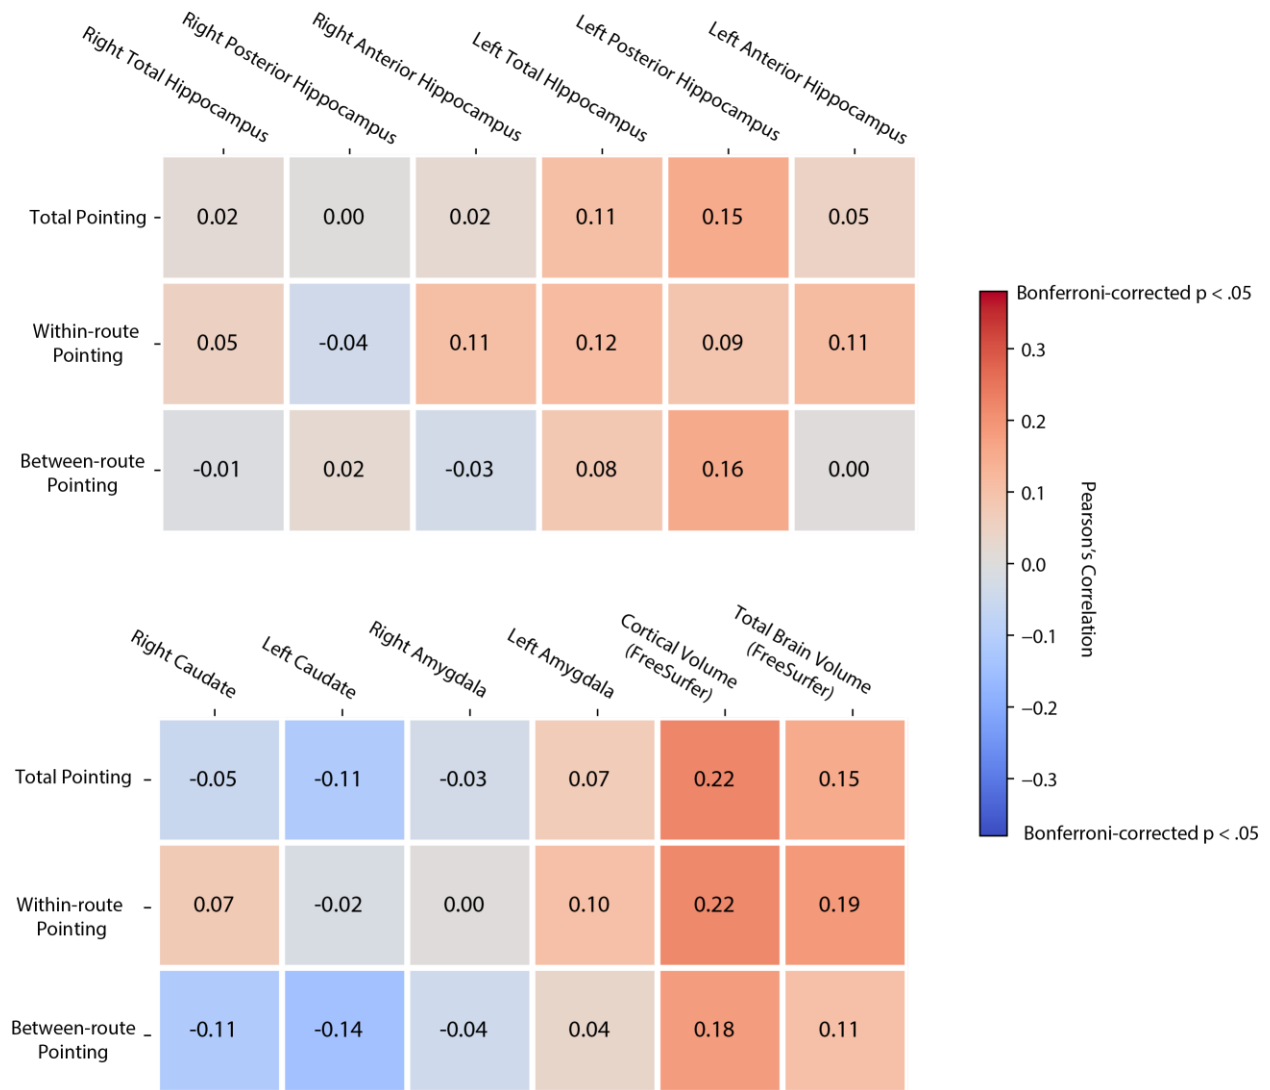 Right Total Hippocampus
Right Posterior Hippocampus
Right Anterior Hippocampus
Left Total HIppocampus
Left Posterior Hippocampus
Left Anterior Hippocampus
Total Pointing
0.02 0.00 0.02 0.11 0.15 0.05
Within-route
Pointing
0.05 -0.04 0.11 0.12 0.09 0.11
Between-route
Pointing
-0.01 0.02 -0.03 0.08 0.16 0.00
Right Caudate
Left Caudate
Right Amygdala
Left Amygdala
Cortical Volume
(FreeSurfer)
Total Brain Volume
(FreeSurfer)
Total Pointing
-0.05 -0.11 -0.03 0.07 0.22 0.15
Within-route
Pointing
0.07 -0.02 0.00 0.10 0.22 0.19
Between-route
Pointing
-0.11 -0.14 -0.04 0.04 0.18 0.11
Bonferroni-corrected p < .05
0.3
0.2
0.1
0.0
−0.1
−0.2
−0.3
Bonferroni-corrected p < .05
Pearson's Correlation